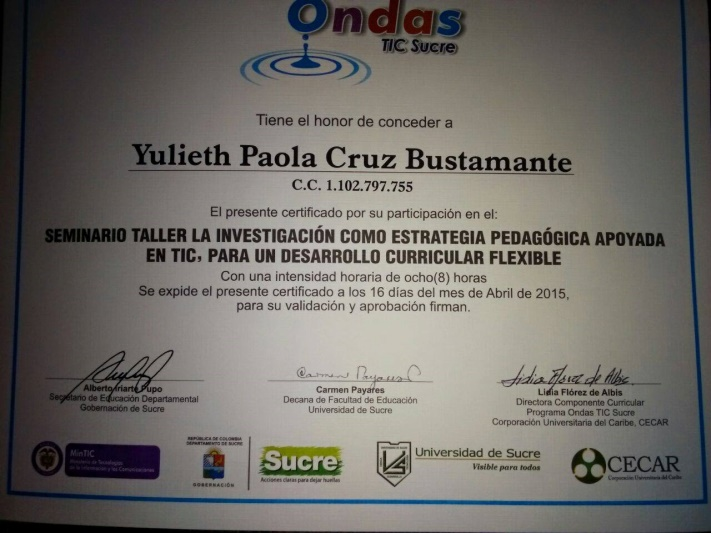 Ondas
TIC Sucre
Tiene el honor de conceder a
Yulieth Paola Cruz Bustamante
C.C. 1.102.797.755
El presente certificado por su participación en el:
SEMINARIO TALLER LA INVESTIGACIÓN COMO ESTRATEGIA PEDAGÓGICA APOYADA
EN TIC, PARA UN DESARROLLO CURRICULAR FLEXIBLE
Con una intensidad horaria de ocho(8) horas
Se expide el presente certificado a los 16 días del mes de Abril de 2015,
para su validación y aprobación firman.
Alberto Iriarte Pupo
Secretario de Educación Departamental
Gobernación de Sucre
Carmen Payares
Carmen Payares
Decana de Facultad de Educación
Universidad de Sucre
Lidia Flórez de Albis
Lidia Flórez de Albis
Directora Componente Curricular
Programa Ondas TIC Sucre
Corporación Universitaria del Caribe, CECAR
MinTIC
Ministerio de Tecnologías
de la Información y las Comunicaciones
REPÚBLICA DE COLOMBIA
DEPARTAMENTO DE SUCRE
GOBERNACIÓN
Sucre
Acciones claras para dejar huellas
Universidad de Sucre
Visible para todos
CECAR
Corporación Universitaria del Caribe